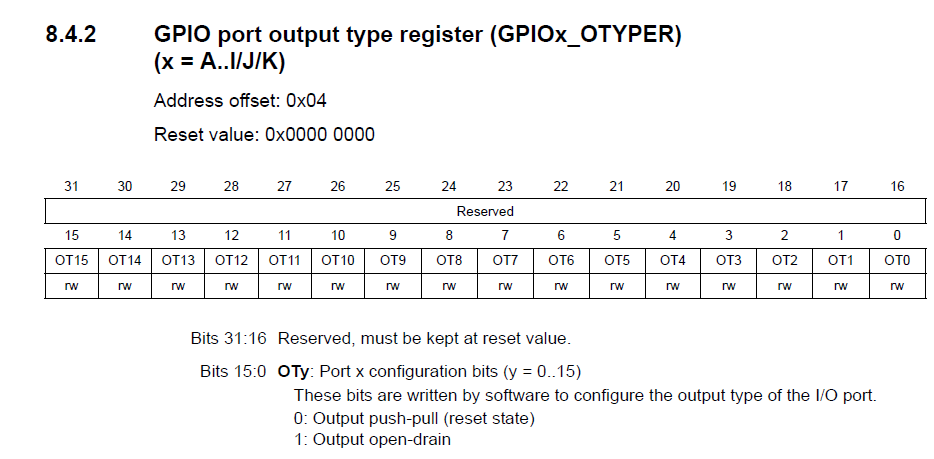 8.4.2 GPIO port output type register (GPIOx_OTYPER)
(x = A..I/J/K)
Address offset: 0x04
Reset value: 0x0000 0000
31 30 29 28 27 26 25 24 23 22 21 20 19 18 17 16
Reserved
15 14 13 12 11 10 9 8 7 6 5 4 3 2 1 0
OT15 OT14 OT13 OT12 OT11 OT10 OT9 OT8 OT7 OT6 OT5 OT4 OT3 OT2 OT1 OT0
rw rw rw rw rw rw rw rw rw rw rw rw rw rw rw rw
Bits 31:16 Reserved, must be kept at reset value.
Bits 15:0 OTy: Port x configuration bits (y = 0..15)
These bits are written by software to configure the output type of the I/O port.
0: Output push-pull (reset state)
1: Output open-drain